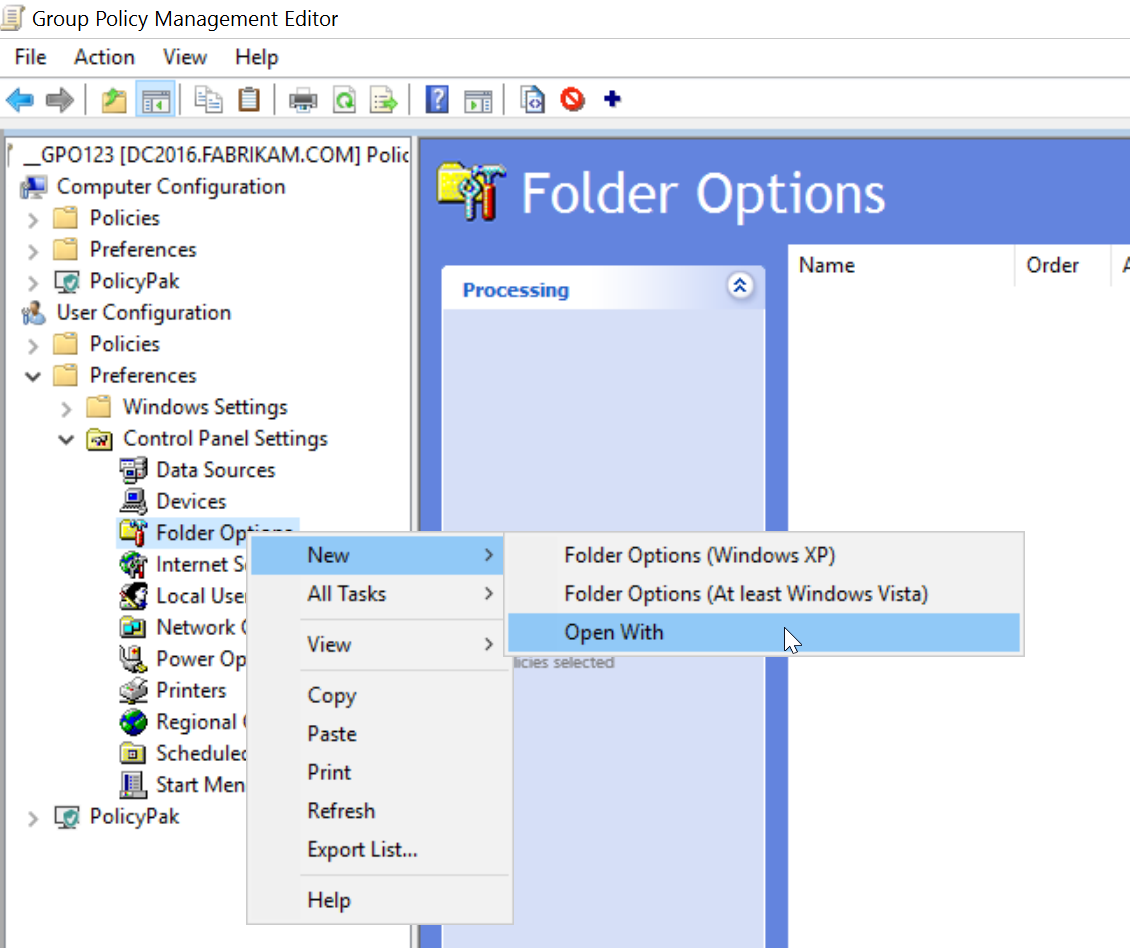 Group Policy Management Editor
File Action View Help
__GPO123 [DC2016.FABRIKAM.COM] Polic
Computer Configuration
Policies
Preferences
PolicyPak
User Configuration
Policies
Preferences
Windows Settings
Control Panel Settings
Data Sources
Devices
Folder Options
Internet S
Local User
Network
Power Op
Printers
Regional
Scheduled
Start Men
PolicyPak
Folder Options
Processing
Name Order
New
All Tasks
View
Copy
Paste
Print
Refresh
Export List...
Help
Folder Options (Windows XP)
Folder Options (At least Windows Vista)
Open With
licies selected